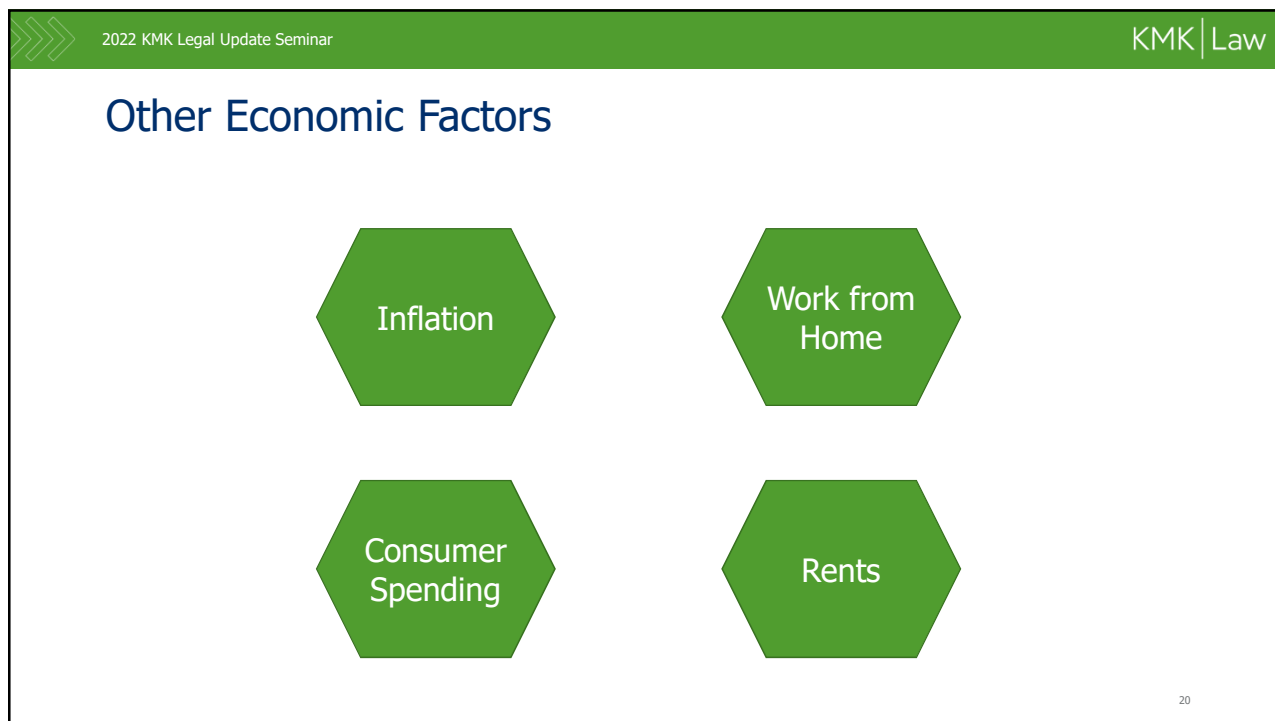 2022 KMK Legal Update Seminar
KMK|Law
Other Economic Factors
Inflation
Work from
Home
Consumer
Spending
Rents
20